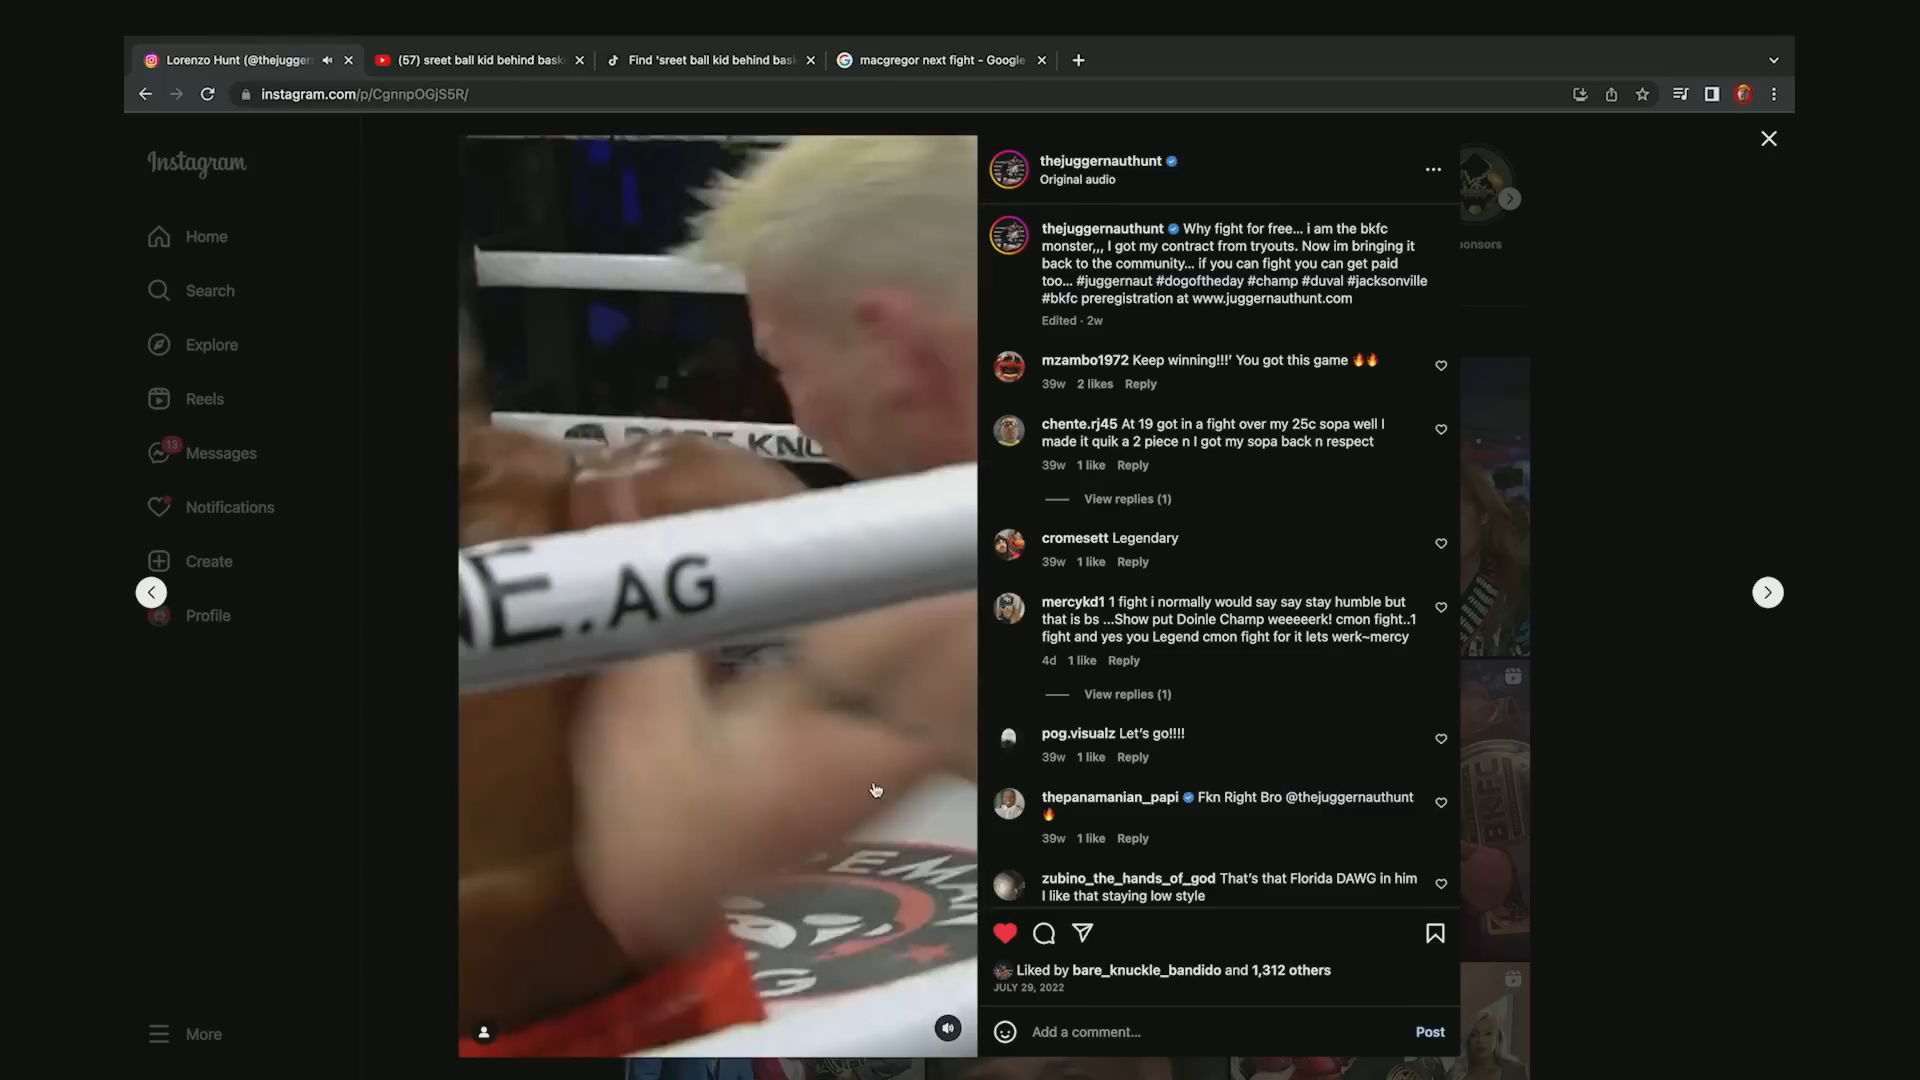 Lorenzo Hunt (@thejugger
(57) sreet ball kid behind bask
Find 'sreet ball kid behind bas
macgregor next fight - Google
instagram.com/p/CgnnpOGjS5R/
Instagram
Home
Search
Explore
Reels
13
Messages
Notifications
Create
Profile
More
.AG
thejuggernauthunt
Original audio
thejuggernauthunt Why fight for free... i am the bkfc
monster,,, I got my contract from tryouts. Now im bringing it
back to the community... if you can fight you can get paid
too... #juggernaut #dogoftheday #champ #duval #jacksonville
#bkfc preregistration at www.juggernauthunt.com
Edited · 2w
mzambo1972 Keep winning!!!' You got this game 🔥🔥
39w 2 likes Reply
chente.rj45 At 19 got in a fight over my 25c sopa well I
made it quik a 2 piece n I got my sopa back n respect
39w 1 like Reply
View replies (1)
cromesett Legendary
39w 1 like Reply
mercykd1 1 fight i normally would say say stay humble but
that is bs ...Show put Doinle Champ weeeerk! cmon fight..1
fight and yes you Legend cmon fight for it lets werk~mercy
4d 1 like Reply
View replies (1)
pog.visualz Let's go!!!!
39w 1 like Reply
thepanamanian_papi Fkn Right Bro @thejuggernauthunt
🔥
39w 1 like Reply
zubino_the_hands_of_god That's that Florida DAWG in him
I like that staying low style
Liked by bare_knuckle_bandido and 1,312 others
JULY 29, 2022
Add a comment...
Post
onsors
BKFC